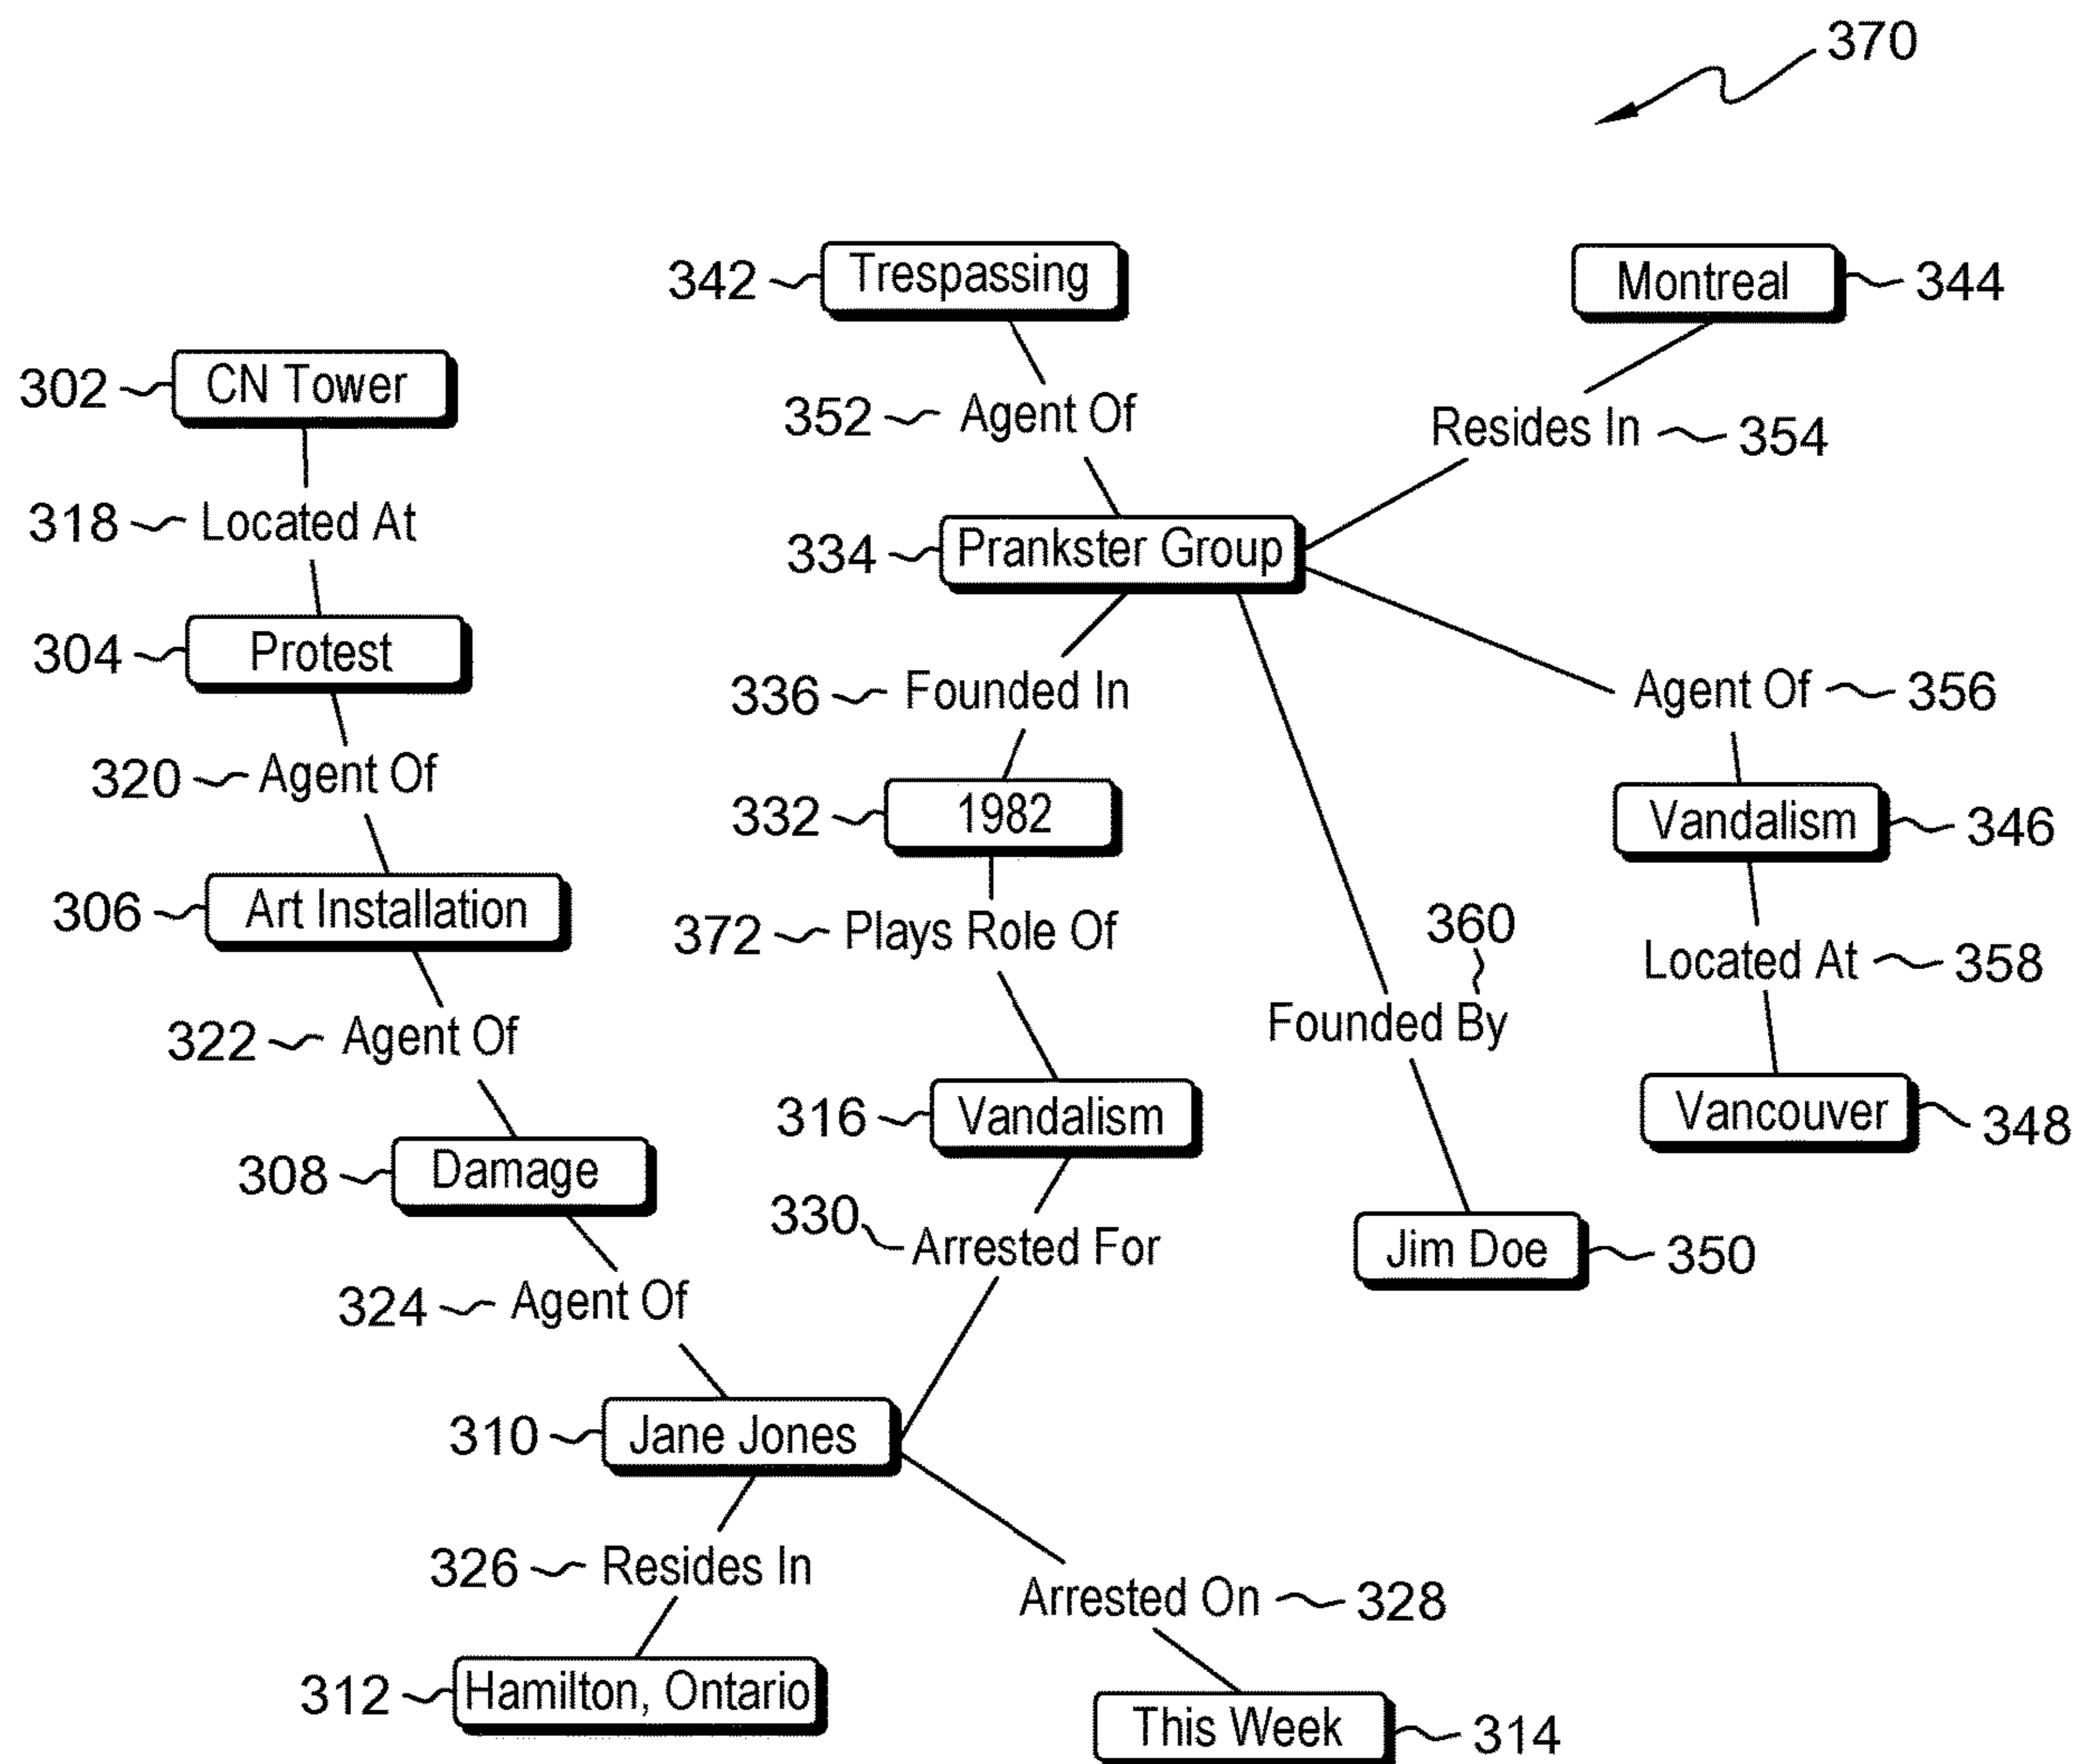 370
342 Trespassing
Montreal 344
302 CN Tower
352 Agent Of
Resides In 354
318 Located At
334 Prankster Group
304 Protest
336 Founded In
Agent Of 356
320 Agent Of
332 1982
Vandalism 346
306 Art Installation
372 Plays Role Of
360
Located At 358
Founded By
322 Agent Of
316 Vandalism
Vancouver 348
308 Damage
330 Arrested For
Jim Doe 350
324 Agent Of
310 Jane Jones
326 Resides In
Arrested On 328
312 Hamilton, Ontario
This Week 314